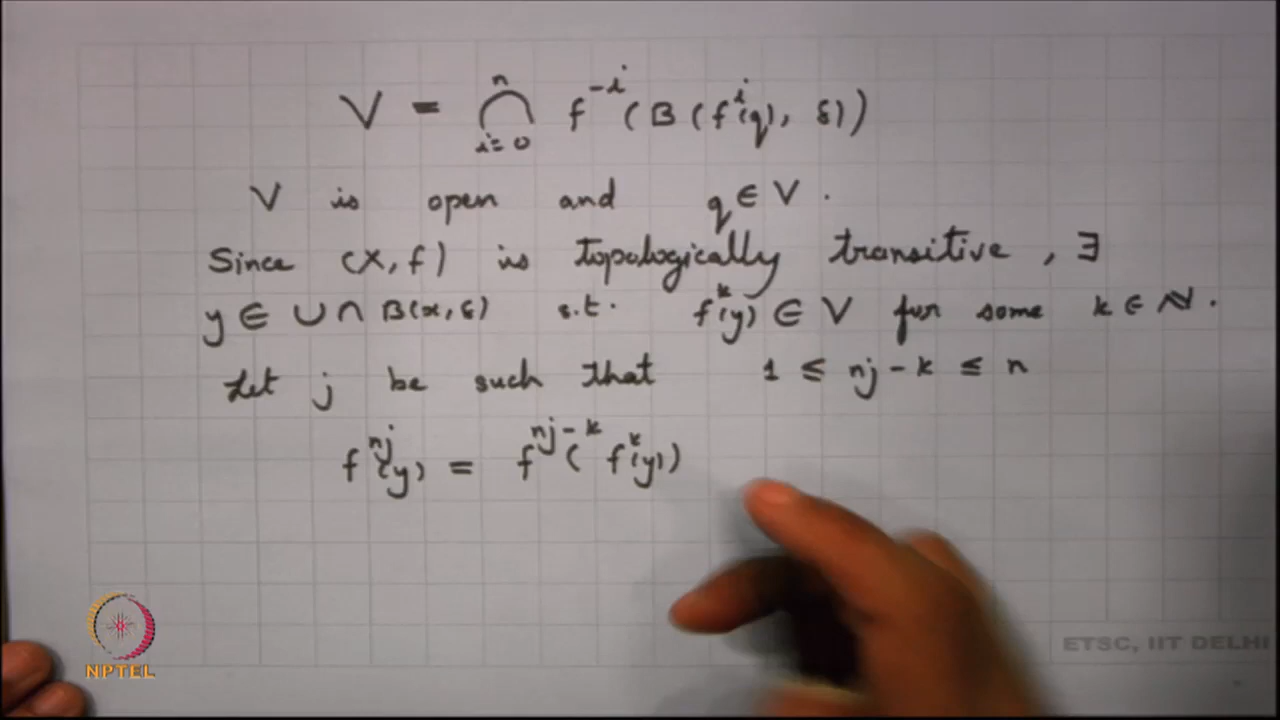 V = ⋂_{i=0}^{n} f^{-i}(B(f^i(q), δ))
V is open and q ∈ V.
Since (X, f) is topologically transitive, ∃
y ∈ U ∩ B(x, δ) s.t. f^k(y) ∈ V for some k ∈ ℕ.
Let j be such that 1 ≤ nj - k ≤ n
f^{nj}(y) = f^{nj-k}(f^k(y))
NPTEL
ETSC, IIT DELHI